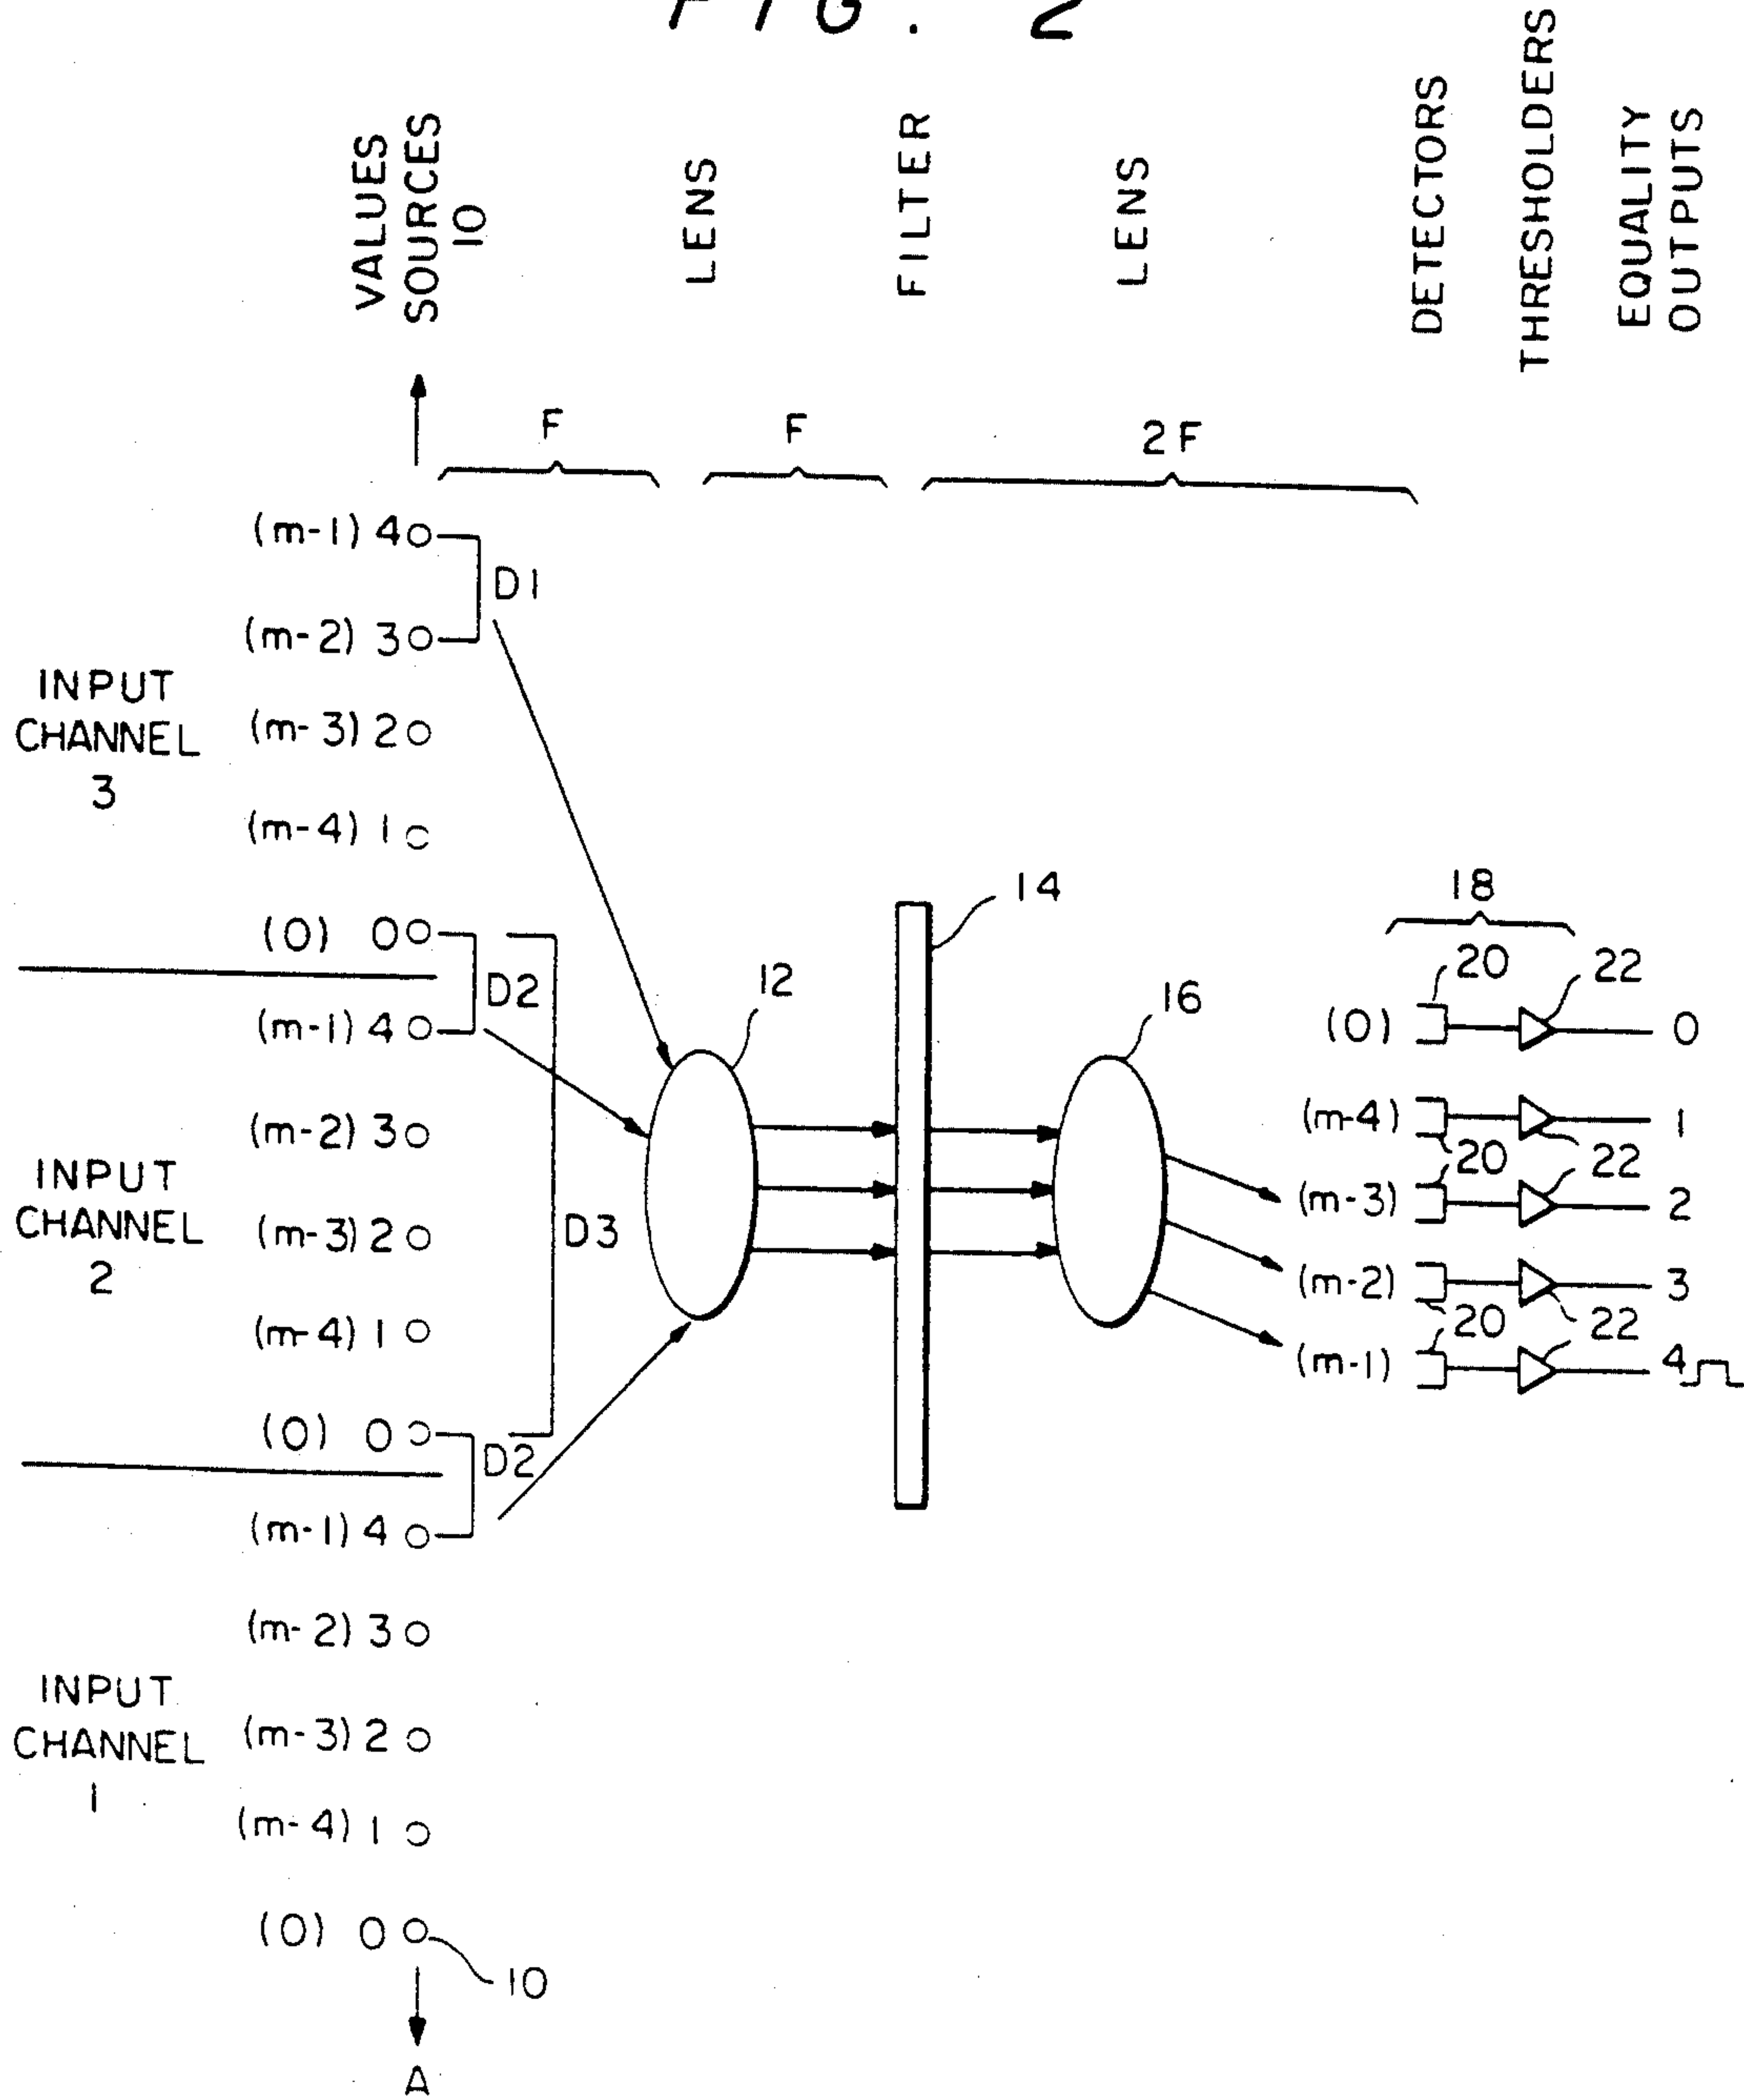 FIG. 2
VALUES
SOURCES
10
LENS
FILTER
LENS
DETECTORS
THRESHOLDERS
EQUALITY
OUTPUTS
F
F
2F
INPUT
CHANNEL
3
(m-1) 4
D1
(m-2) 3
(m-3) 2
(m-4) 1
(0) 0
D2
INPUT
CHANNEL
2
(m-1) 4
(m-2) 3
(m-3) 2
D3
(m-4) 1
(0) 0
D2
INPUT
CHANNEL
1
(m-1) 4
(m-2) 3
(m-3) 2
(m-4) 1
(0) 0
10
A
12
14
16
18
20
22
(0) 0
(m-4) 1
20
22
(m-3) 2
(m-2) 3
20
22
(m-1) 4